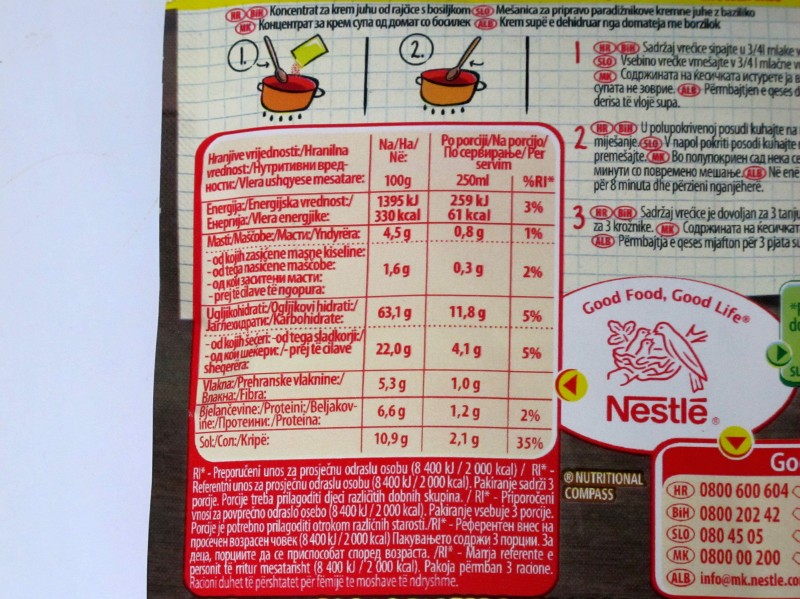 HR BiH Koncentrat za krem juhu od rajčice s bosiljkom SLO Mešanica za pripravo paradižnikove kremne juhe z baziliko
MK Концентрат за крем супа од домат со босилек ALB Krem supë e dehidruar nga domateja me borzilok
1.
2.
1 HR BiH Sadržaj vrećice sipajte u 3/4l mlake v
SLO Vsebino vrečke vmešajte v 3/4 l mlačne v
MK Содржината на кесичката истурете ја в
супата не зоврие. ALB Përmbajtjen e qeses d
derisa të vlojë supa.
2 HR BiH U polupokrivenoj posudi kuhajte na
miješanje. SLO V napol pokriti posodi kuhajte
premešajte. MK Во полупокриен сад нека се
минути со повремено мешање. ALB Në enë
për 8 minuta dhe përzieni nganjëherë.
3 HR BiH Sadržaj vrećice je dovoljan za 3 tanju
za 3 krožnike. MK Содржината на кесичкат
ALB Përmbajtja e qeses mjafton për 3 pjata su
Hranjive vrijednosti:/Hranilna
vrednost:/Нутритивни вред-
ности:/Vlera ushqyese mesatare:
Na/На/
Në:
100g
Po porciji/Na porcijo/
По сервирање/Per
servim
250ml
%RI*
Energija:/Energijska vrednost:/
Енергија:/Vlera energjike:
1395 kJ
330 kcal
259 kJ
61 kcal
3%
Masti:/Maščobe:/Масти:/Yndyrëra:
4,5 g
0,8 g
1%
- od kojih zasićene masne kiseline:
- od tega nasičene maščobe:
- од кои заситени масти:
- prej të cilave të ngopura:
1,6 g
0,3 g
2%
Ugljikohidrati:/Ogljikovi hidrati:/
Јаглехидрати:/Karbohidrate:
63,1 g
11,8 g
5%
- od kojih šećeri: - od tega sladkorji:/
- од кои шеќери: /- prej të cilave
sheqerëra:
22,0 g
4,1 g
5%
Vlakna:/Prehranske vlaknine:/
Влакна:/Fibra:
5,3 g
1,0 g
Bjelančevine:/Proteini:/Beljakov-
ine:/Протеини: /Proteina:
6,6 g
1,2 g
2%
Sol:/Сол:/Kripë:
10,9 g
2,1 g
35%
RI* - Preporučeni unos za prosječnu odraslu osobu (8 400 kJ / 2 000 kcal) / RI* -
Referentni unos za prosječnu odraslu osobu (8 400 kJ / 2 000 kcal). Pakiranje sadrži 3
porcije. Porcije treba prilagoditi djeci različitih dobnih skupina. / RI* - Priporočeni
vnosi za povprečno odraslo osebo (8 400 kJ / 2 000 kcal). Pakiranje vsebuje 3 porcije.
Porcije je potrebno prilagoditi otrokom različnih starosti./RI* - Референтен внес на
просечен возрасен човек (8 400 kJ / 2 000 kcal) Пакувањето содржи 3 порции. За
деца, порциите да се приспособат според возраста. /RI* - Marrja referente e
personit të rritur mesatarisht (8 400 kJ / 2 000 kcal). Pakoja përmban 3 racione.
Racioni duhet të përshtatet për fëmijë te moshave të ndryshme.
Good Food, Good Life®
Nestlé®
® NUTRITIONAL
COMPASS
Go
HR 0800 600 604
BiH 0800 202 42
SLO 080 45 05
MK 0800 00 200
ALB info@mk.nestle.co